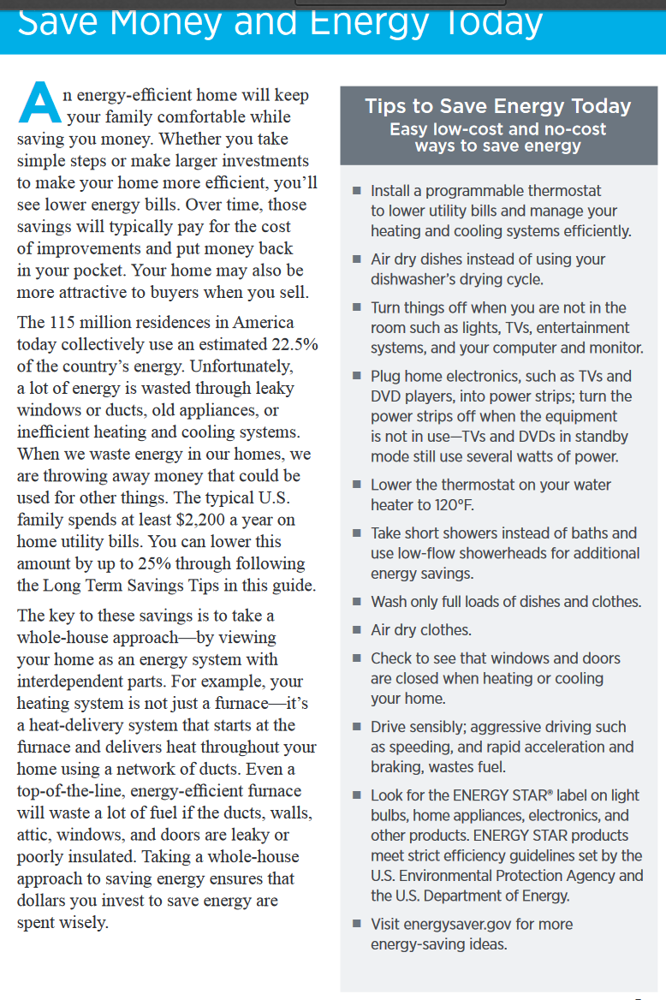 Save Money and Energy Today
An energy-efficient home will keep
your family comfortable while
saving you money. Whether you take
simple steps or make larger investments
to make your home more efficient, you’ll
see lower energy bills. Over time, those
savings will typically pay for the cost
of improvements and put money back
in your pocket. Your home may also be
more attractive to buyers when you sell.
The 115 million residences in America
today collectively use an estimated 22.5%
of the country’s energy. Unfortunately,
a lot of energy is wasted through leaky
windows or ducts, old appliances, or
inefficient heating and cooling systems.
When we waste energy in our homes, we
are throwing away money that could be
used for other things. The typical U.S.
family spends at least $2,200 a year on
home utility bills. You can lower this
amount by up to 25% through following
the Long Term Savings Tips in this guide.
The key to these savings is to take a
whole-house approach—by viewing
your home as an energy system with
interdependent parts. For example, your
heating system is not just a furnace—it’s
a heat-delivery system that starts at the
furnace and delivers heat throughout your
home using a network of ducts. Even a
top-of-the-line, energy-efficient furnace
will waste a lot of fuel if the ducts, walls,
attic, windows, and doors are leaky or
poorly insulated. Taking a whole-house
approach to saving energy ensures that
dollars you invest to save energy are
spent wisely.
Tips to Save Energy Today
Easy low-cost and no-cost
ways to save energy
■ Install a programmable thermostat
to lower utility bills and manage your
heating and cooling systems efficiently.
■ Air dry dishes instead of using your
dishwasher’s drying cycle.
■ Turn things off when you are not in the
room such as lights, TVs, entertainment
systems, and your computer and monitor.
■ Plug home electronics, such as TVs and
DVD players, into power strips; turn the
power strips off when the equipment
is not in use—TVs and DVDs in standby
mode still use several watts of power.
■ Lower the thermostat on your water
heater to 120°F.
■ Take short showers instead of baths and
use low-flow showerheads for additional
energy savings.
■ Wash only full loads of dishes and clothes.
■ Air dry clothes.
■ Check to see that windows and doors
are closed when heating or cooling
your home.
■ Drive sensibly; aggressive driving such
as speeding, and rapid acceleration and
braking, wastes fuel.
■ Look for the ENERGY STAR® label on light
bulbs, home appliances, electronics, and
other products. ENERGY STAR products
meet strict efficiency guidelines set by the
U.S. Environmental Protection Agency and
the U.S. Department of Energy.
■ Visit energysaver.gov for more
energy-saving ideas.